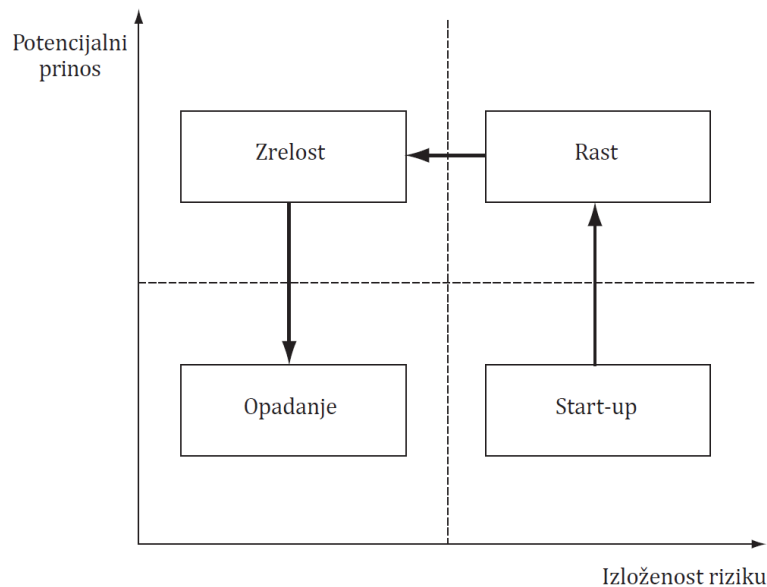 Potencijalni
prinos
Zrelost
Rast
Opadanje
Start-up
Izloženost riziku